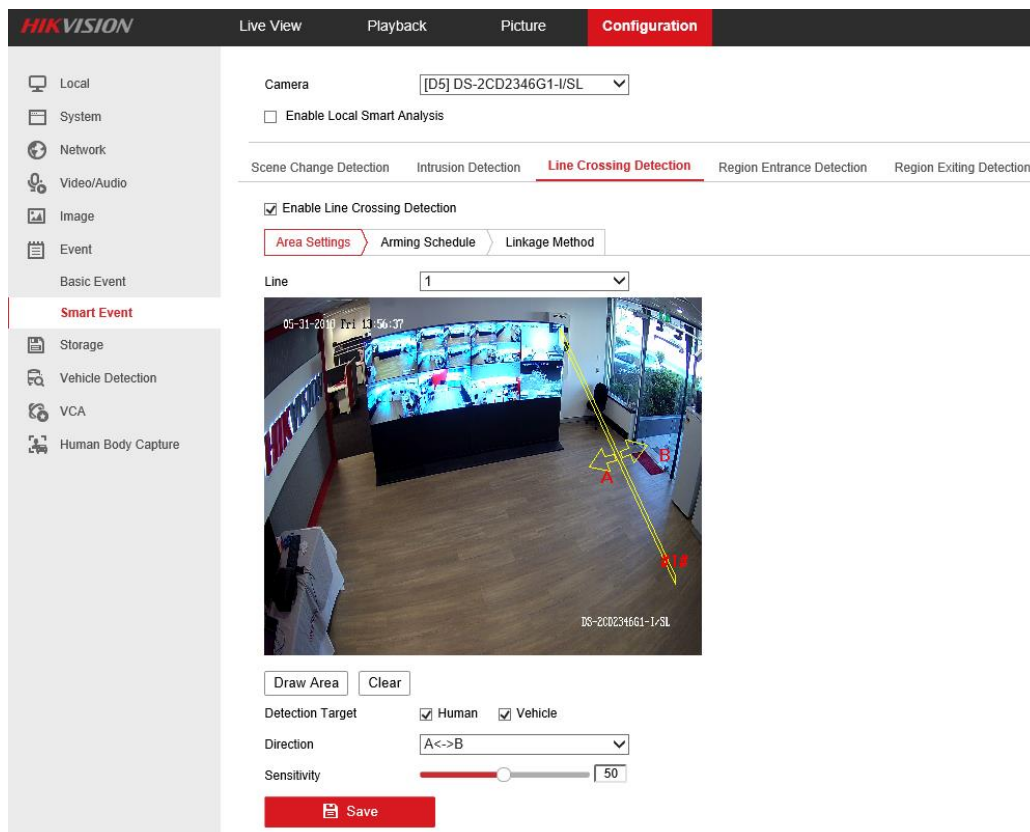 HIKVISION Live View Playback Picture Configuration
Local
System
Network
Video/Audio
Image
Event
Basic Event
Smart Event
Storage
Vehicle Detection
VCA
Human Body Capture
Camera [D5] DS-2CD2346G1-I/SL
Enable Local Smart Analysis
Scene Change Detection Intrusion Detection Line Crossing Detection Region Entrance Detection Region Exiting Detection
Enable Line Crossing Detection
Area Settings Arming Schedule Linkage Method
Line 1
Fri 13:56:37
HIKVISION
A B
#1#
DS-2CD2346G1-I/SL
Draw Area Clear
Detection Target Human Vehicle
Direction A<->B
Sensitivity 50
Save